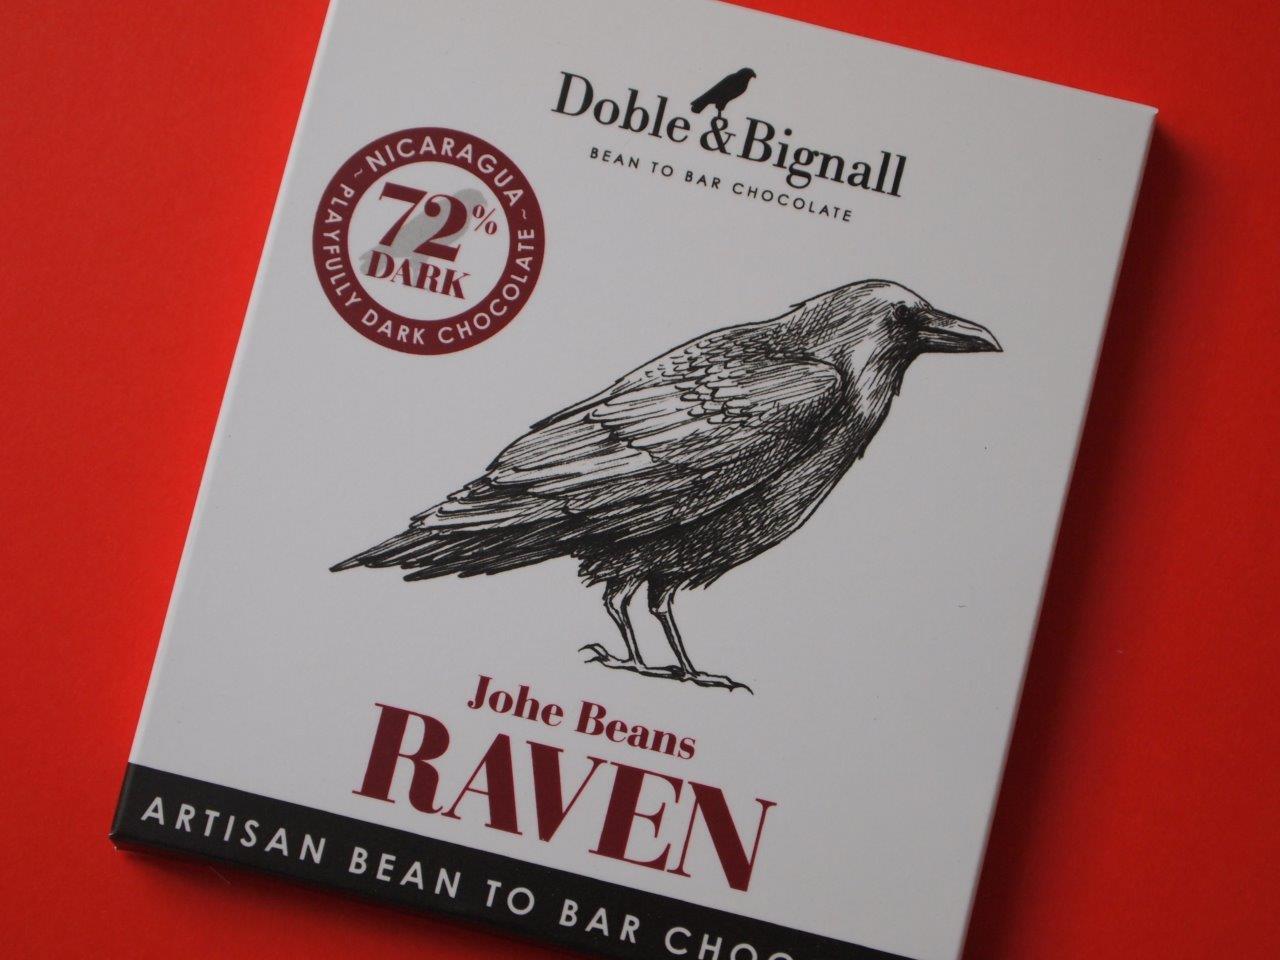 Doble & Bignall
BEAN TO BAR CHOCOLATE
~ NICARAGUA ~
72%
DARK
PLAYFULLY DARK CHOCOLATE
Johe Beans
RAVEN
ARTISAN BEAN TO BAR CHOC